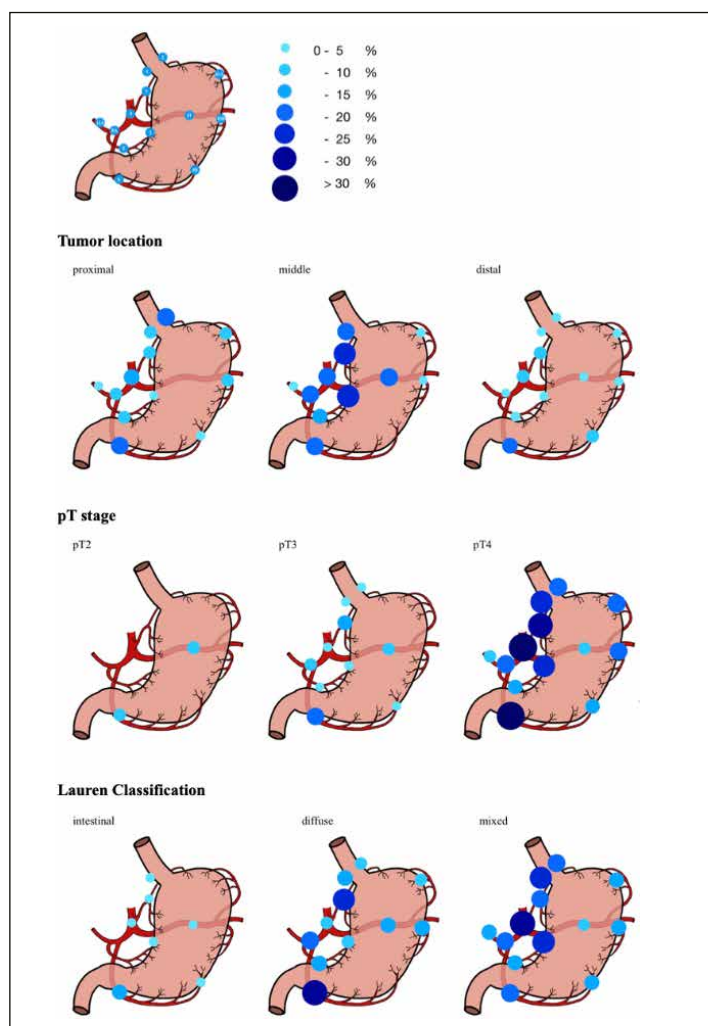 0 - 5 %
- 10 %
- 15 %
- 20 %
- 25 %
- 30 %
> 30 %
Tumor location
proximal middle distal
pT stage
pT2 pT3 pT4
Lauren Classification
intestinal diffuse mixed